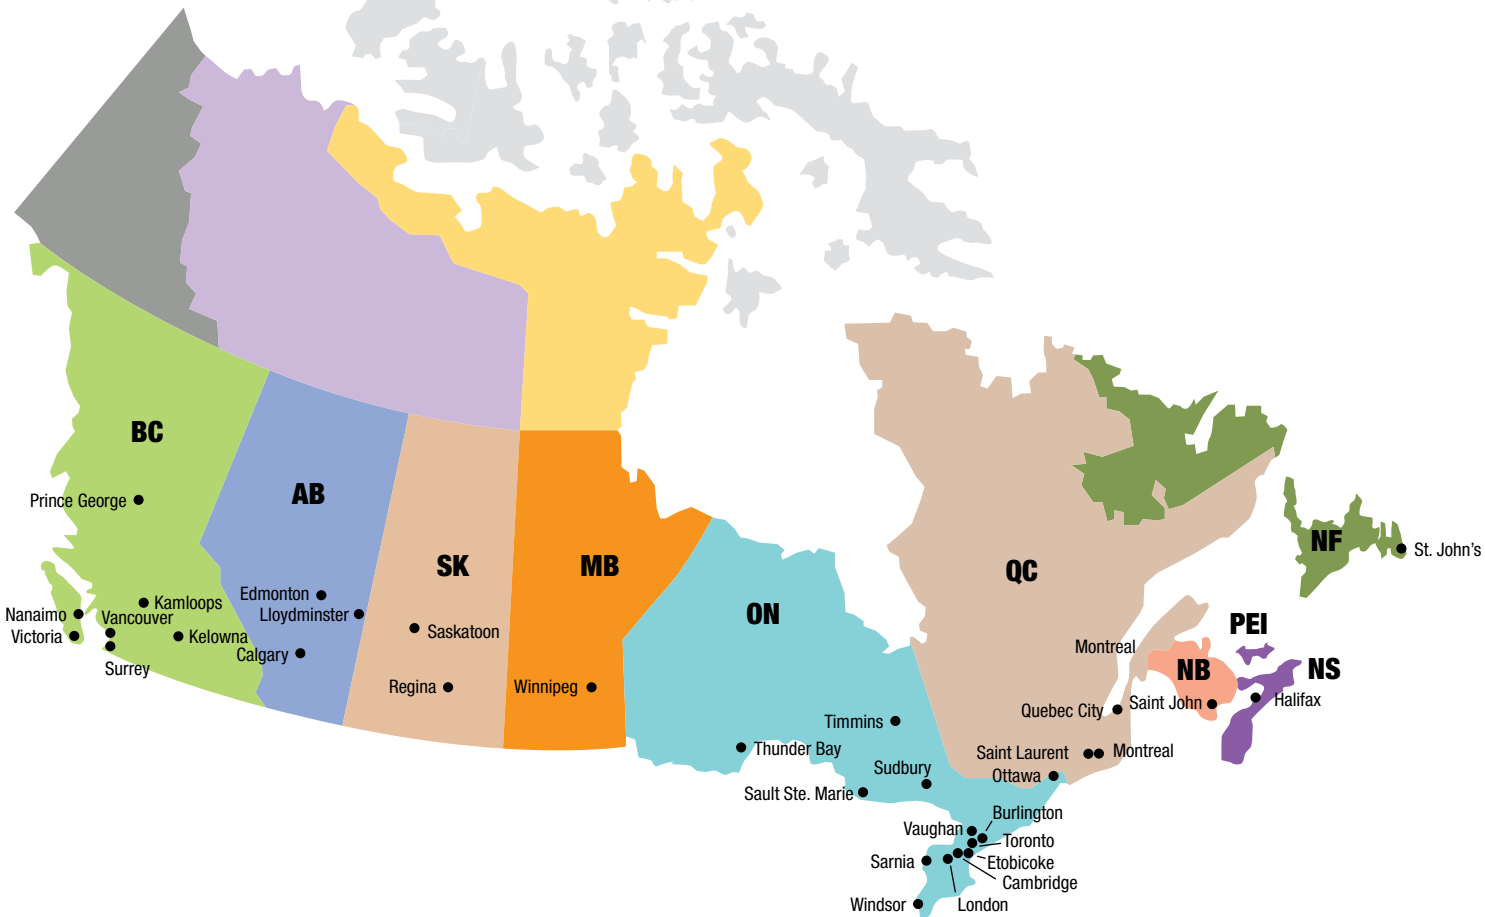 BC
Prince George
AB
SK
MB
ON
QC
NF
St. John's
Edmonton
Lloydminster
Kamloops
Nanaimo
Vancouver
Victoria
Kelowna
Surrey
Calgary
Saskatoon
Regina
Winnipeg
PEI
Montreal
NB
NS
Saint John
Halifax
Quebec City
Timmins
Thunder Bay
Saint Laurent
Montreal
Sudbury
Ottawa
Sault Ste. Marie
Burlington
Vaughan
Toronto
Sarnia
Etobicoke
Cambridge
Windsor
London